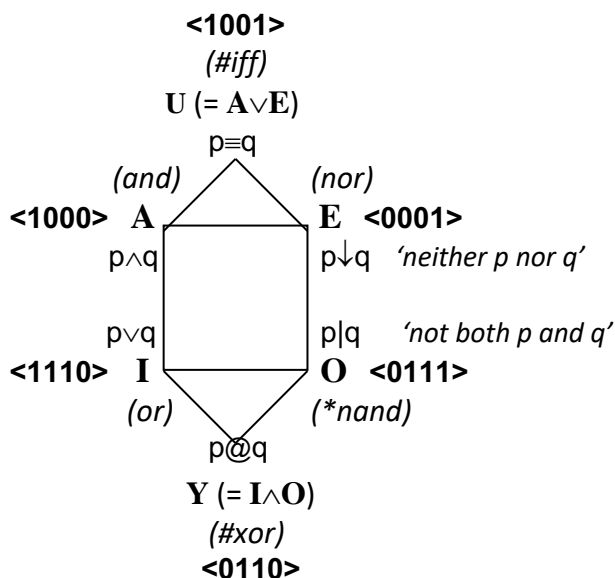 <1001>
(#iff)
U (= A∨E)
p≡q
(and) (nor)
<1000> A E <0001>
p∧q p↓q ‘neither p nor q’
p∨q p|q ‘not both p and q’
<1110> I O <0111>
(or) (*nand)
p@q
Y (= I∧O)
(#xor)
<0110>